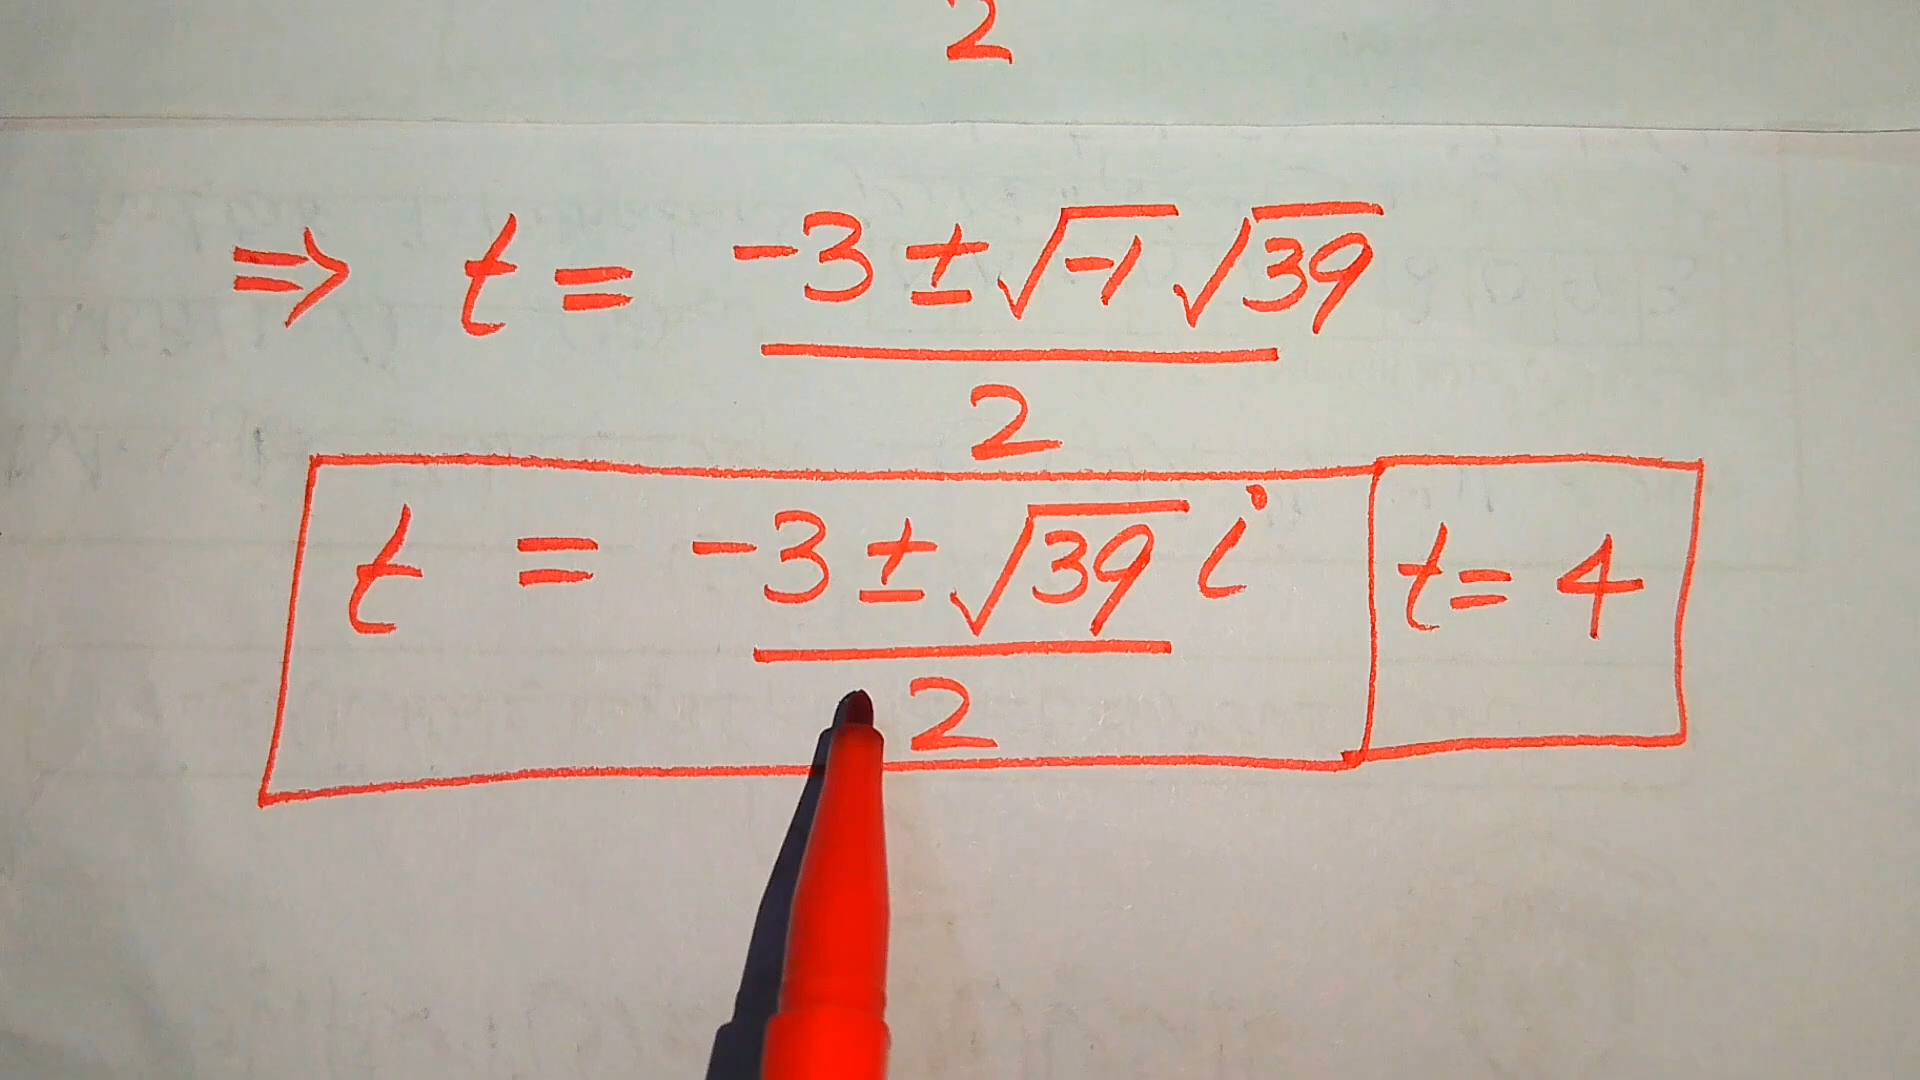 2
⇒ t = -3 ± √-1 √39
2
t = -3 ± √39 i t = 4
2